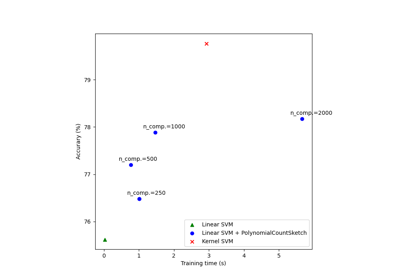 79
78
77
76
Accurary (%)
n_comp.=2000
n_comp.=1000
n_comp.=500
n_comp.=250
Linear SVM
Linear SVM + PolynomialCountSketch
Kernel SVM
0 1 2 3 4 5
Training time (s)